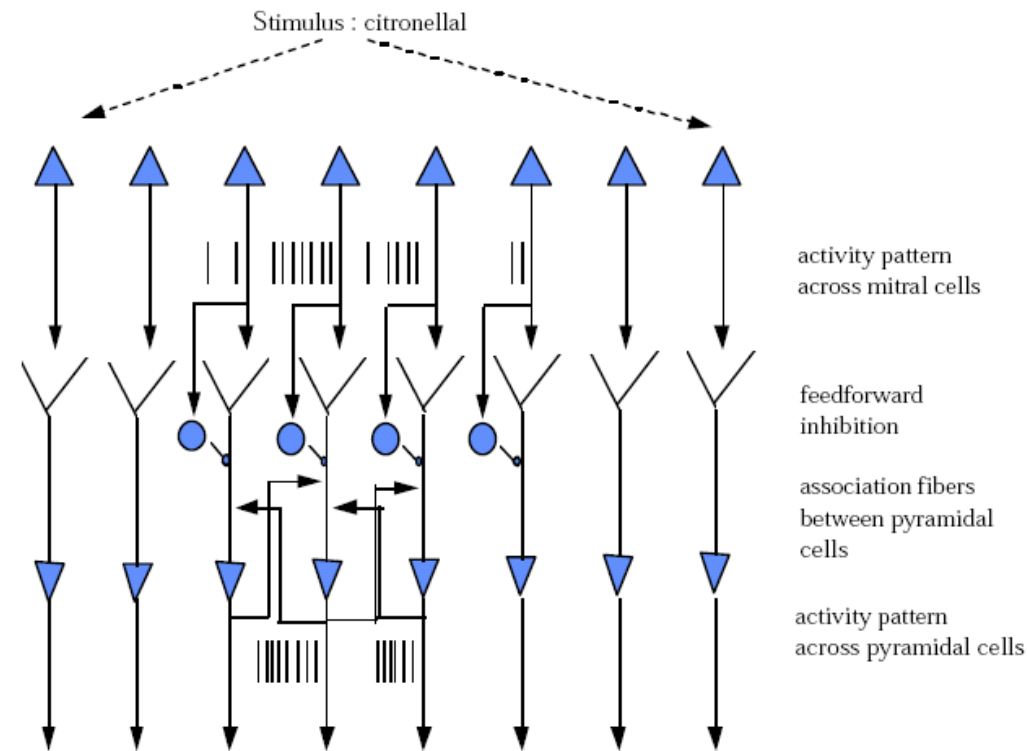 Stimulus : citronellal
activity pattern
across mitral cells
feedforward
inhibition
association fibers
between pyramidal
cells
activity pattern
across pyramidal cells